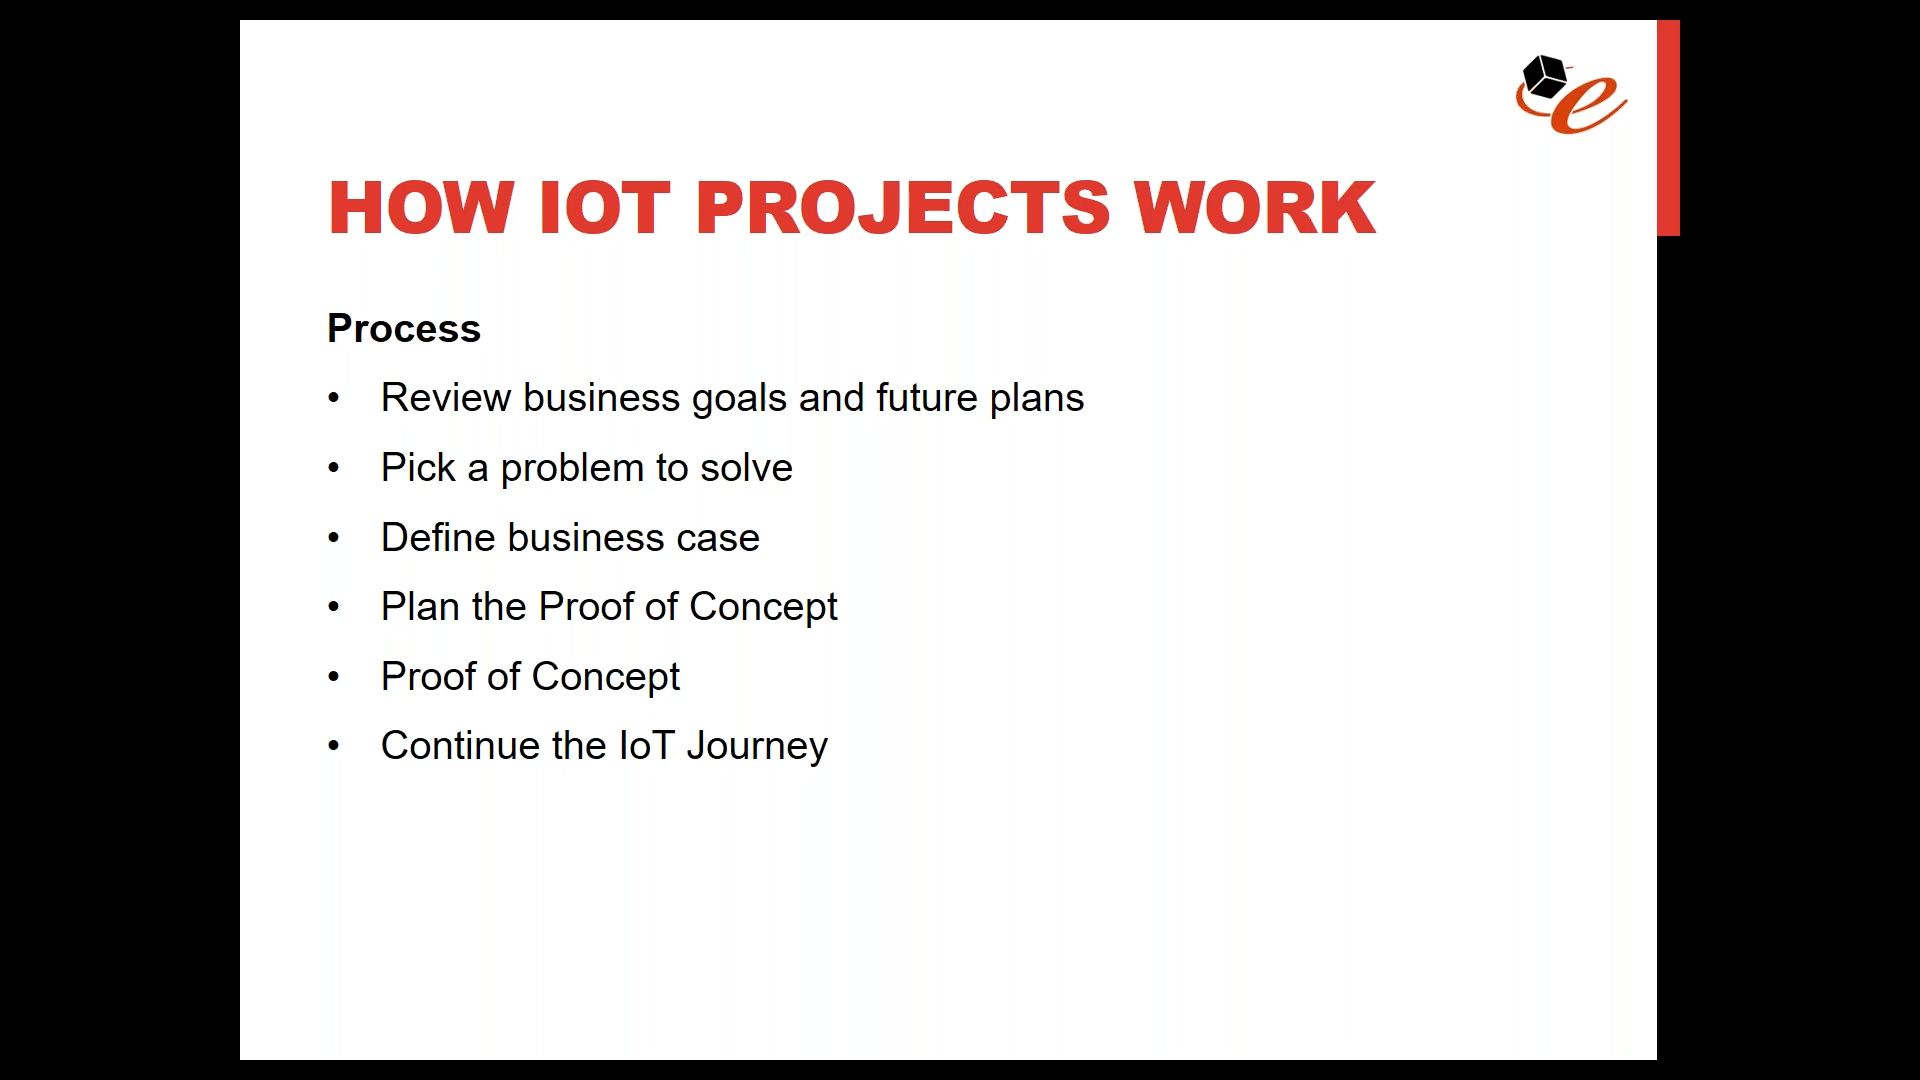 e
HOW IOT PROJECTS WORK
Process
• Review business goals and future plans
• Pick a problem to solve
• Define business case
• Plan the Proof of Concept
• Proof of Concept
• Continue the IoT Journey